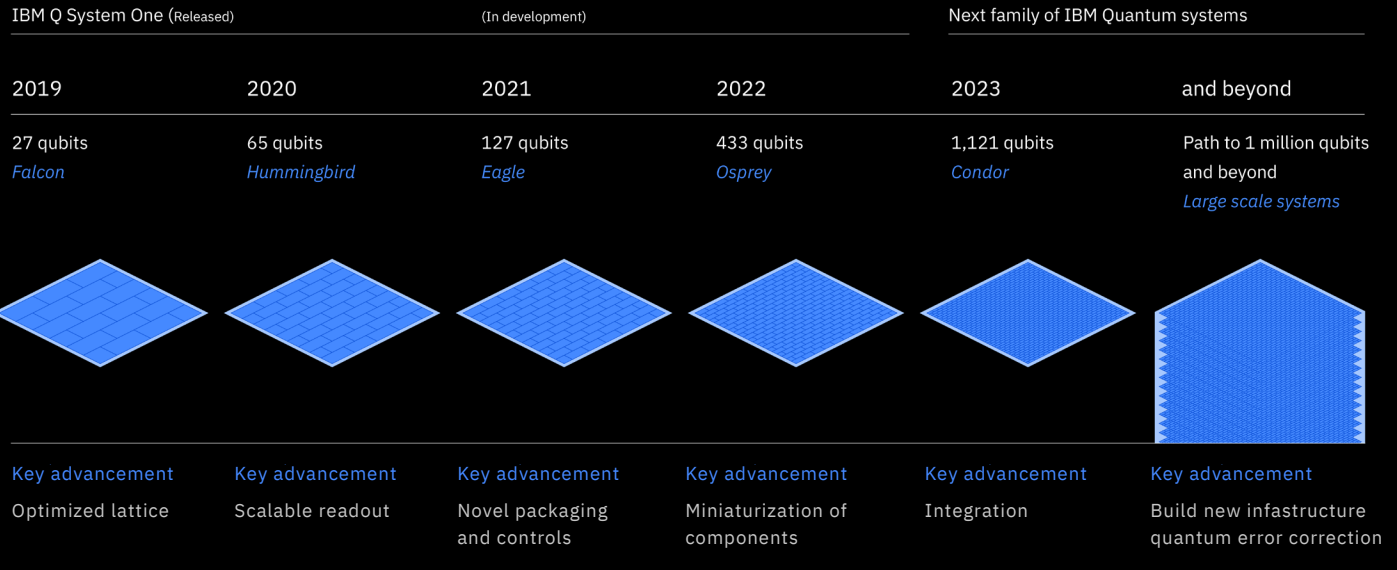 IBM Q System One (Released)
(In development)
Next family of IBM Quantum systems
2019
2020
2021
2022
2023
and beyond
27 qubits
Falcon
65 qubits
Hummingbird
127 qubits
Eagle
433 qubits
Osprey
1,121 qubits
Condor
Path to 1 million qubits
and beyond
Large scale systems
Key advancement
Optimized lattice
Key advancement
Scalable readout
Key advancement
Novel packaging
and controls
Key advancement
Miniaturization of
components
Key advancement
Integration
Key advancement
Build new infastructure
quantum error correction